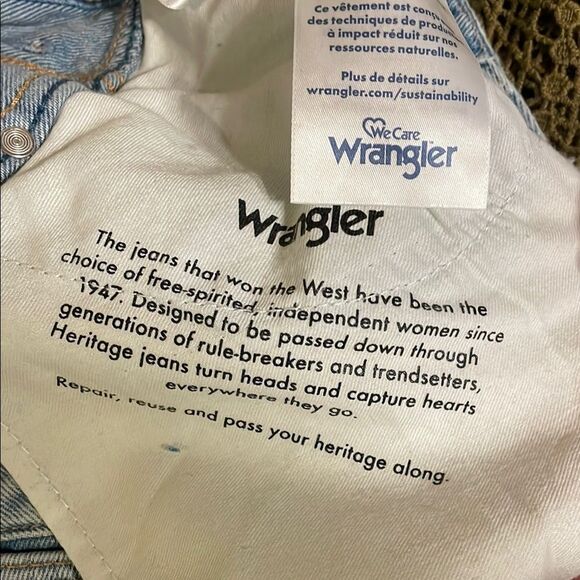 Ce vêtement est
des techniques de
à impact réduit sur nos
ressources naturelles.
Plus de détails sur
wrangler.com/sustainability
We Care
Wrangler
Wrangler
The jeans that won the West have been the
choice of free-spirited, independent women since
1947. Designed to be passed down through
generations of rule-breakers and trendsetters,
Heritage jeans turn heads and capture hearts
everywhere they go.
Repair, reuse and pass your heritage along.